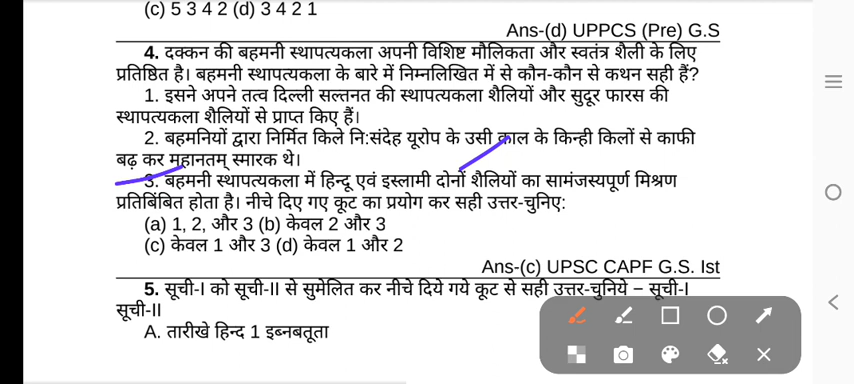 (c) 5 3 4 2 (d) 3 4 2 1
Ans-(d) UPPCS (Pre) G.S
4. दक्कन की बहमनी स्थापत्यकला अपनी विशिष्ट मौलिकता और स्वतंत्र शैली के लिए
प्रतिष्ठित है। बहमनी स्थापत्यकला के बारे में निम्नलिखित में से कौन-कौन से कथन सही हैं?
1. इसने अपने तत्व दिल्ली सल्तनत की स्थापत्यकला शैलियों और सुदूर फारस की
स्थापत्यकला शैलियों से प्राप्त किए हैं।
2. बहमनियों द्वारा निर्मित किले नि:संदेह यूरोप के उसी काल के किन्ही किलों से काफी
बढ़ कर महानतम् स्मारक थे।
3. बहमनी स्थापत्यकला में हिन्दू एवं इस्लामी दोनों शैलियों का सामंजस्यपूर्ण मिश्रण
प्रतिबिंबित होता है। नीचे दिए गए कूट का प्रयोग कर सही उत्तर-चुनिए:
(a) 1, 2, और 3 (b) केवल 2 और 3
(c) केवल 1 और 3 (d) केवल 1 और 2
Ans-(c) UPSC CAPF G.S. Ist
5. सूची-I को सूची-II से सुमेलित कर नीचे दिये गये कूट से सही उत्तर-चुनिये – सूची-I
सूची-II
A. तारीखे हिन्द 1 इब्नबतूता